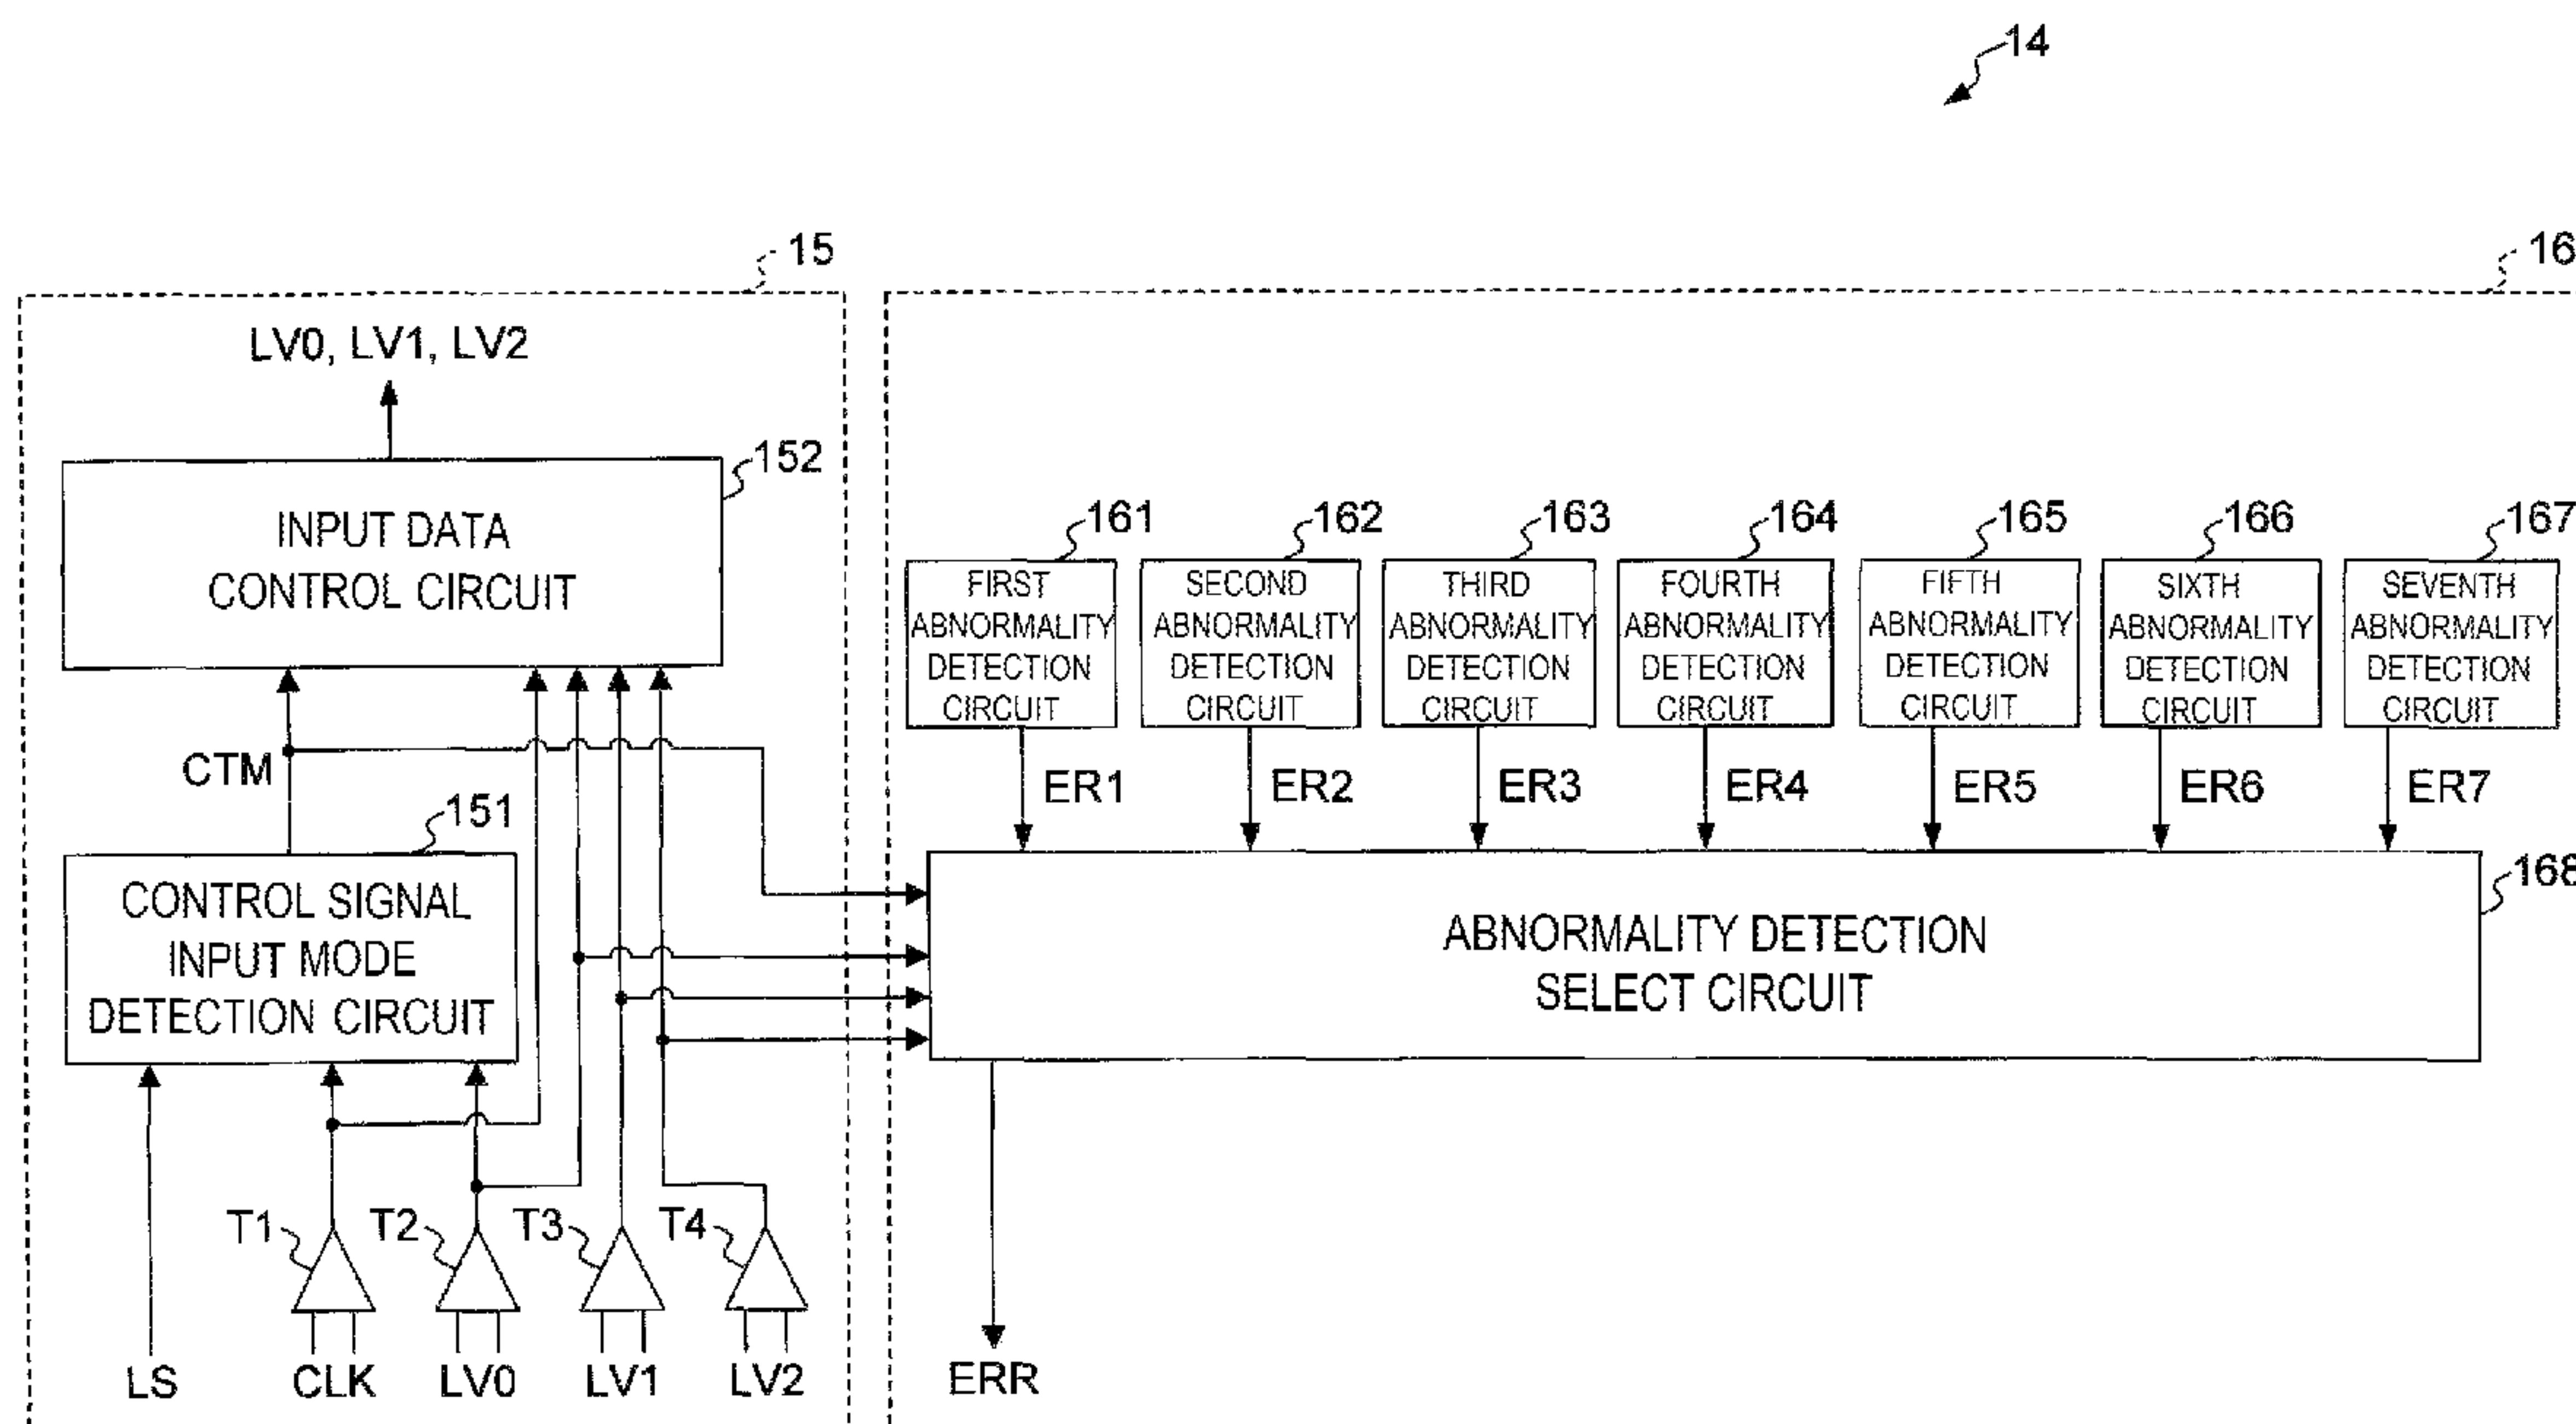 14
15
16
LV0, LV1, LV2
152
INPUT DATA
CONTROL CIRCUIT
161
162
163
164
165
166
167
FIRST
ABNORMALITY
DETECTION
CIRCUIT
SECOND
ABNORMALITY
DETECTION
CIRCUIT
THIRD
ABNORMALITY
DETECTION
CIRCUIT
FOURTH
ABNORMALITY
DETECTION
CIRCUIT
FIFTH
ABNORMALITY
DETECTION
CIRCUIT
SIXTH
ABNORMALITY
DETECTION
CIRCUIT
SEVENTH
ABNORMALITY
DETECTION
CIRCUIT
CTM
ER1
ER2
ER3
ER4
ER5
ER6
ER7
151
168
CONTROL SIGNAL
INPUT MODE
DETECTION CIRCUIT
ABNORMALITY DETECTION
SELECT CIRCUIT
T1
T2
T3
T4
LS
CLK
LV0
LV1
LV2
ERR